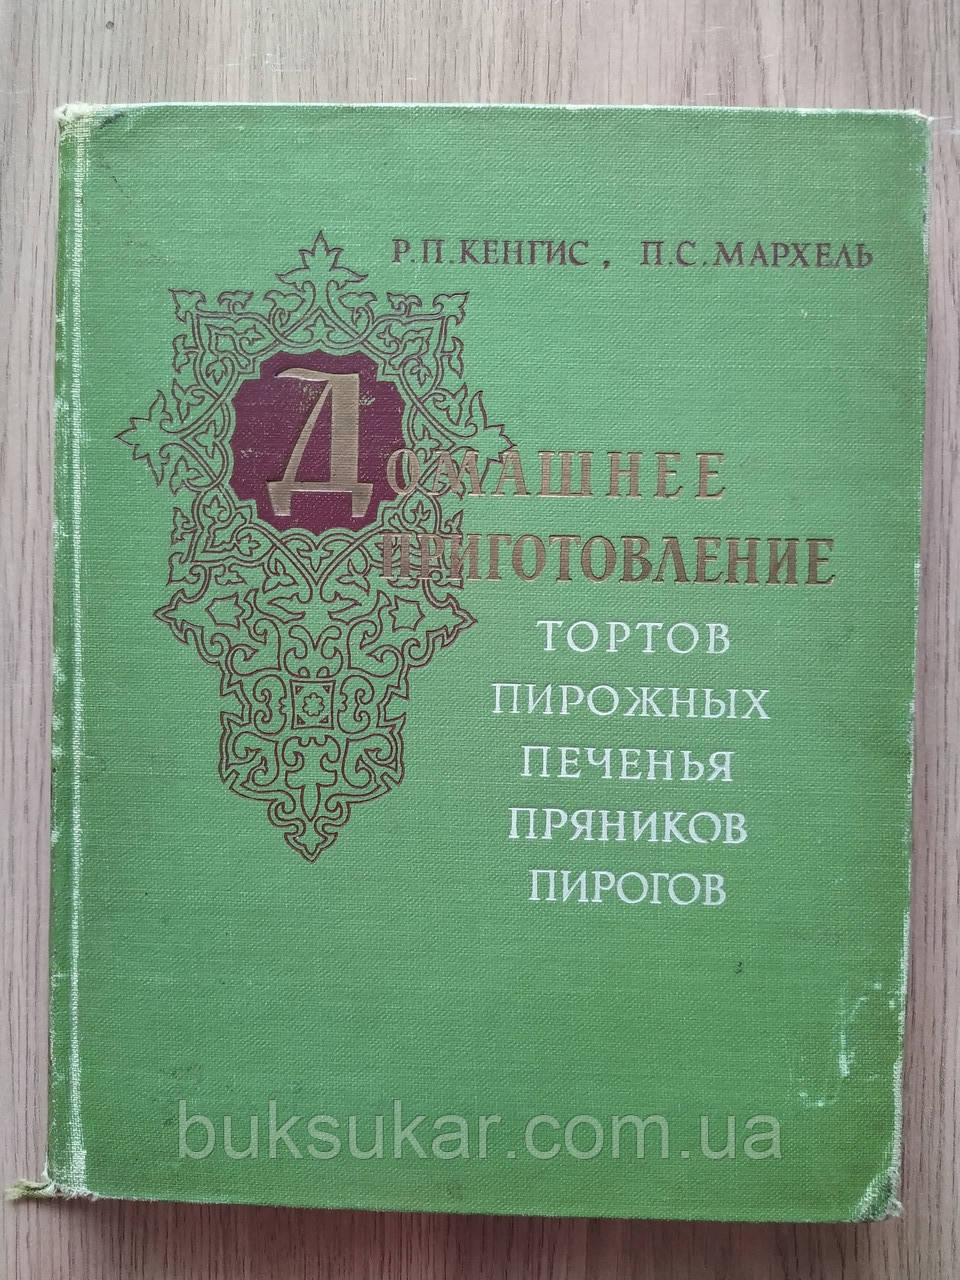 Р.П.КЕНГИС, П.С.МАРХЕЛЬ
ДОМАШНЕЕ
ПРИГОТОВЛЕНИЕ
ТОРТОВ
ПИРОЖНЫХ
ПЕЧЕНЬЯ
ПРЯНИКОВ
ПИРОГОВ
buksukar.com.ua